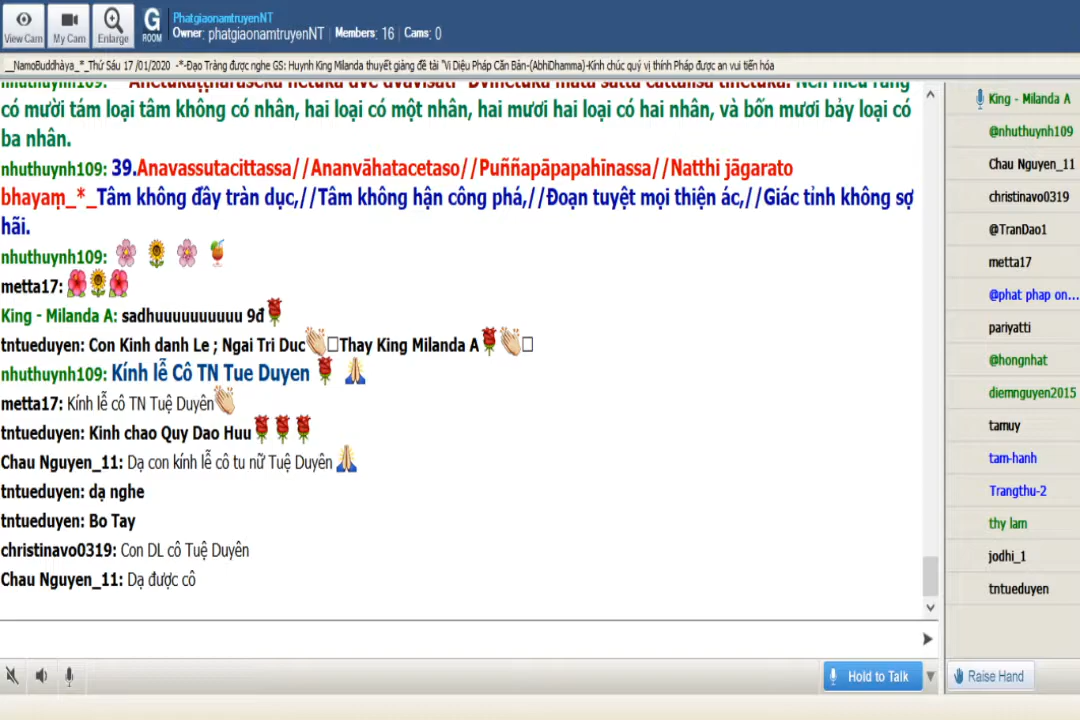 View Cam
My Cam
Enlarge
G
ROOM
PhatgiaonamtruyenNT
Owner: phatgiaonamtruyenNT | Members: 16 | Cams: 0
__NamoBuddhàya_*_Thứ Sáu 17 /01/2020 -*-Đạo Tràng được nghe GS: Huynh King Milanda thuyết giảng đề tài "Vi Diệu Pháp Căn Bản-(AbhiDhamma)-Kính chúc quý vị thính Pháp được an vui tiến hóa
có mười tám loại tâm không có nhân, hai loại có một nhân, hai mươi hai loại có hai nhân, và bốn mươi bảy loại có
ba nhân.
nhuthuynh109: 39.Anavassutacittassa//Ananvāhatacetaso//Puññapāpapahīnassa//Natthi jāgarato
bhayaṃ_*_Tâm không đầy tràn dục,//Tâm không hận công phá,//Đoạn tuyệt mọi thiện ác,//Giác tỉnh không sợ
hãi.
nhuthuynh109:
metta17:
King - Milanda A: sadhuuuuuuuuuu 9đ
tntueduyen: Con Kinh danh Le ; Ngai Tri Duc Thay King Milanda A
nhuthuynh109: Kính lễ Cô TN Tue Duyen
metta17: Kính lễ cô TN Tuệ Duyên
tntueduyen: Kinh chao Quy Dao Huu
Chau Nguyen_11: Dạ con kính lễ cô tu nữ Tuệ Duyên
tntueduyen: dạ nghe
tntueduyen: Bo Tay
christinavo0319: Con DL cô Tuệ Duyên
Chau Nguyen_11: Dạ được cô
King - Milanda A
@nhuthuynh109
Chau Nguyen_11
christinavo0319
@TranDao1
metta17
@phat phap on...
pariyatti
@hongnhat
diemnguyen2015
tamuy
tam-hanh
Trangthu-2
thy lam
jodhi_1
tntueduyen
Hold to Talk
Raise Hand